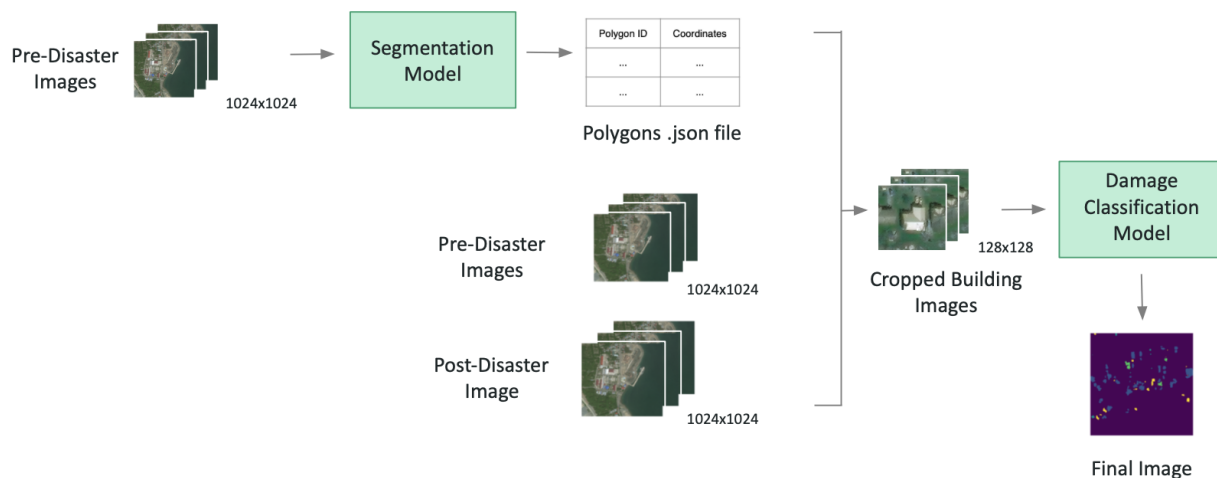 Pre-Disaster
Images
1024x1024
Segmentation
Model
Polygon ID Coordinates
... ...
... ...
Polygons .json file
Pre-Disaster
Images
1024x1024
Post-Disaster
Image
1024x1024
128x128
Cropped Building
Images
Damage
Classification
Model
Final Image